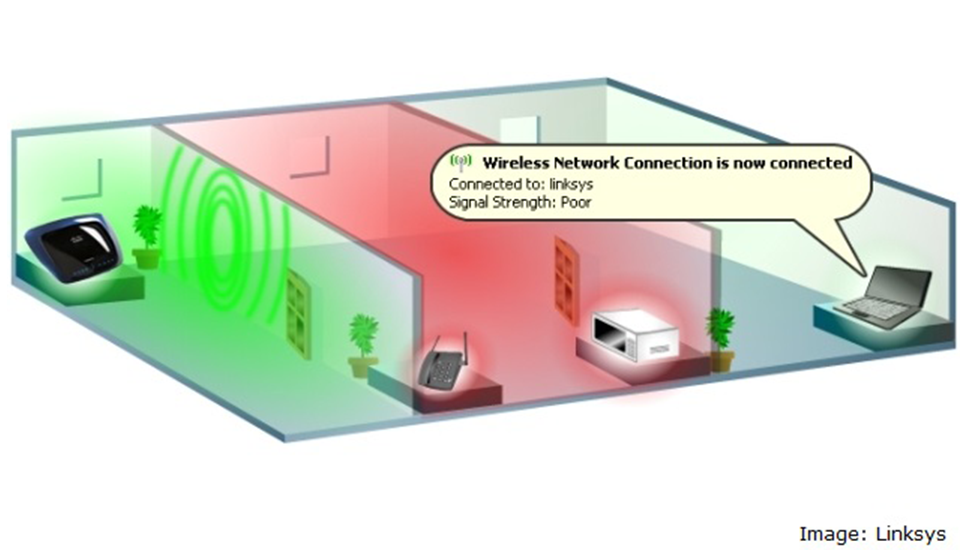 Wireless Network Connection is now connected
Connected to: linksys
Signal Strength: Poor
Image: Linksys